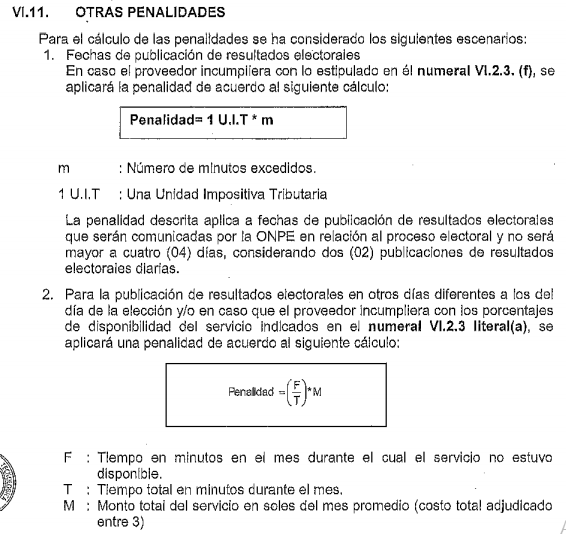 VI.11. OTRAS PENALIDADES
Para el cálculo de las penalidades se ha considerado los siguientes escenarios:
1. Fechas de publicación de resultados electorales
En caso el proveedor incumpliera con lo estipulado en él numeral VI.2.3. (f), se
aplicará la penalidad de acuerdo al siguiente cálculo:
Penalidad= 1 U.I.T * m
m : Número de minutos excedidos.
1 U.I.T : Una Unidad Impositiva Tributaria
La penalidad descrita aplica a fechas de publicación de resultados electorales
que serán comunicadas por la ONPE en relación al proceso electoral y no será
mayor a cuatro (04) días, considerando dos (02) publicaciones de resultados
electorales diarias.
2. Para la publicación de resultados electorales en otros días diferentes a los del
día de la elección y/o en caso que el proveedor incumpliera con los porcentajes
de disponibilidad del servicio indicados en el numeral VI.2.3 literal(a), se
aplicará una penalidad de acuerdo al siguiente cálculo:
Penalidad =(F/T)*M
F : Tiempo en minutos en el mes durante el cual el servicio no estuvo
disponible.
T : Tiempo total en minutos durante el mes.
M : Monto total del servicio en soles del mes promedio (costo total adjudicado
entre 3)